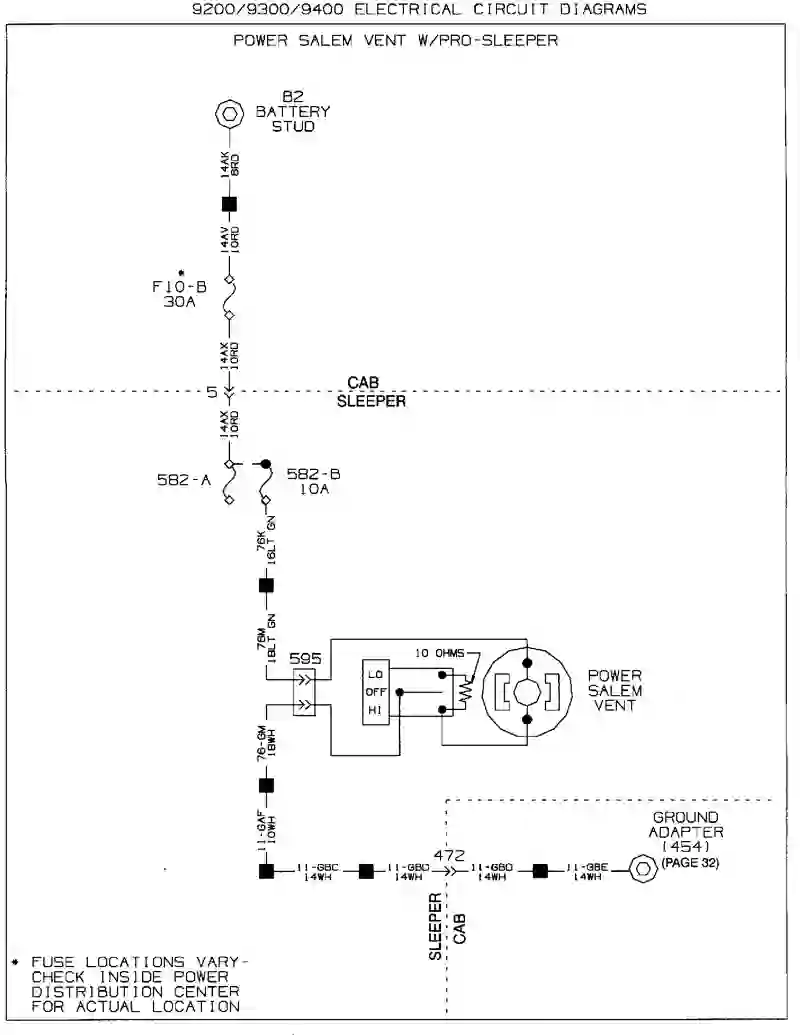 9200/9300/9400 ELECTRICAL CIRCUIT DIAGRAMS
POWER SALEM VENT W/PRO-SLEEPER
B2
BATTERY
STUD
14AK
8RD
14AV
10RD
*
F10-B
30A
14AX
10RD
CAB
5
SLEEPER
14AX
10RD
582-A
582-B
10A
76K
16LT GN
76M
18LT GN
595
10 OHMS
LO
OFF
HI
POWER
SALEM
VENT
76-GM
18WH
11-GAF
10WH
GROUND
ADAPTER
(454)
(PAGE 32)
472
11-GBC
14WH
11-GBD
14WH
11-GBD
14WH
11-GBE
14WH
SLEEPER
CAB
* FUSE LOCATIONS VARY-
CHECK INSIDE POWER
DISTRIBUTION CENTER
FOR ACTUAL LOCATION